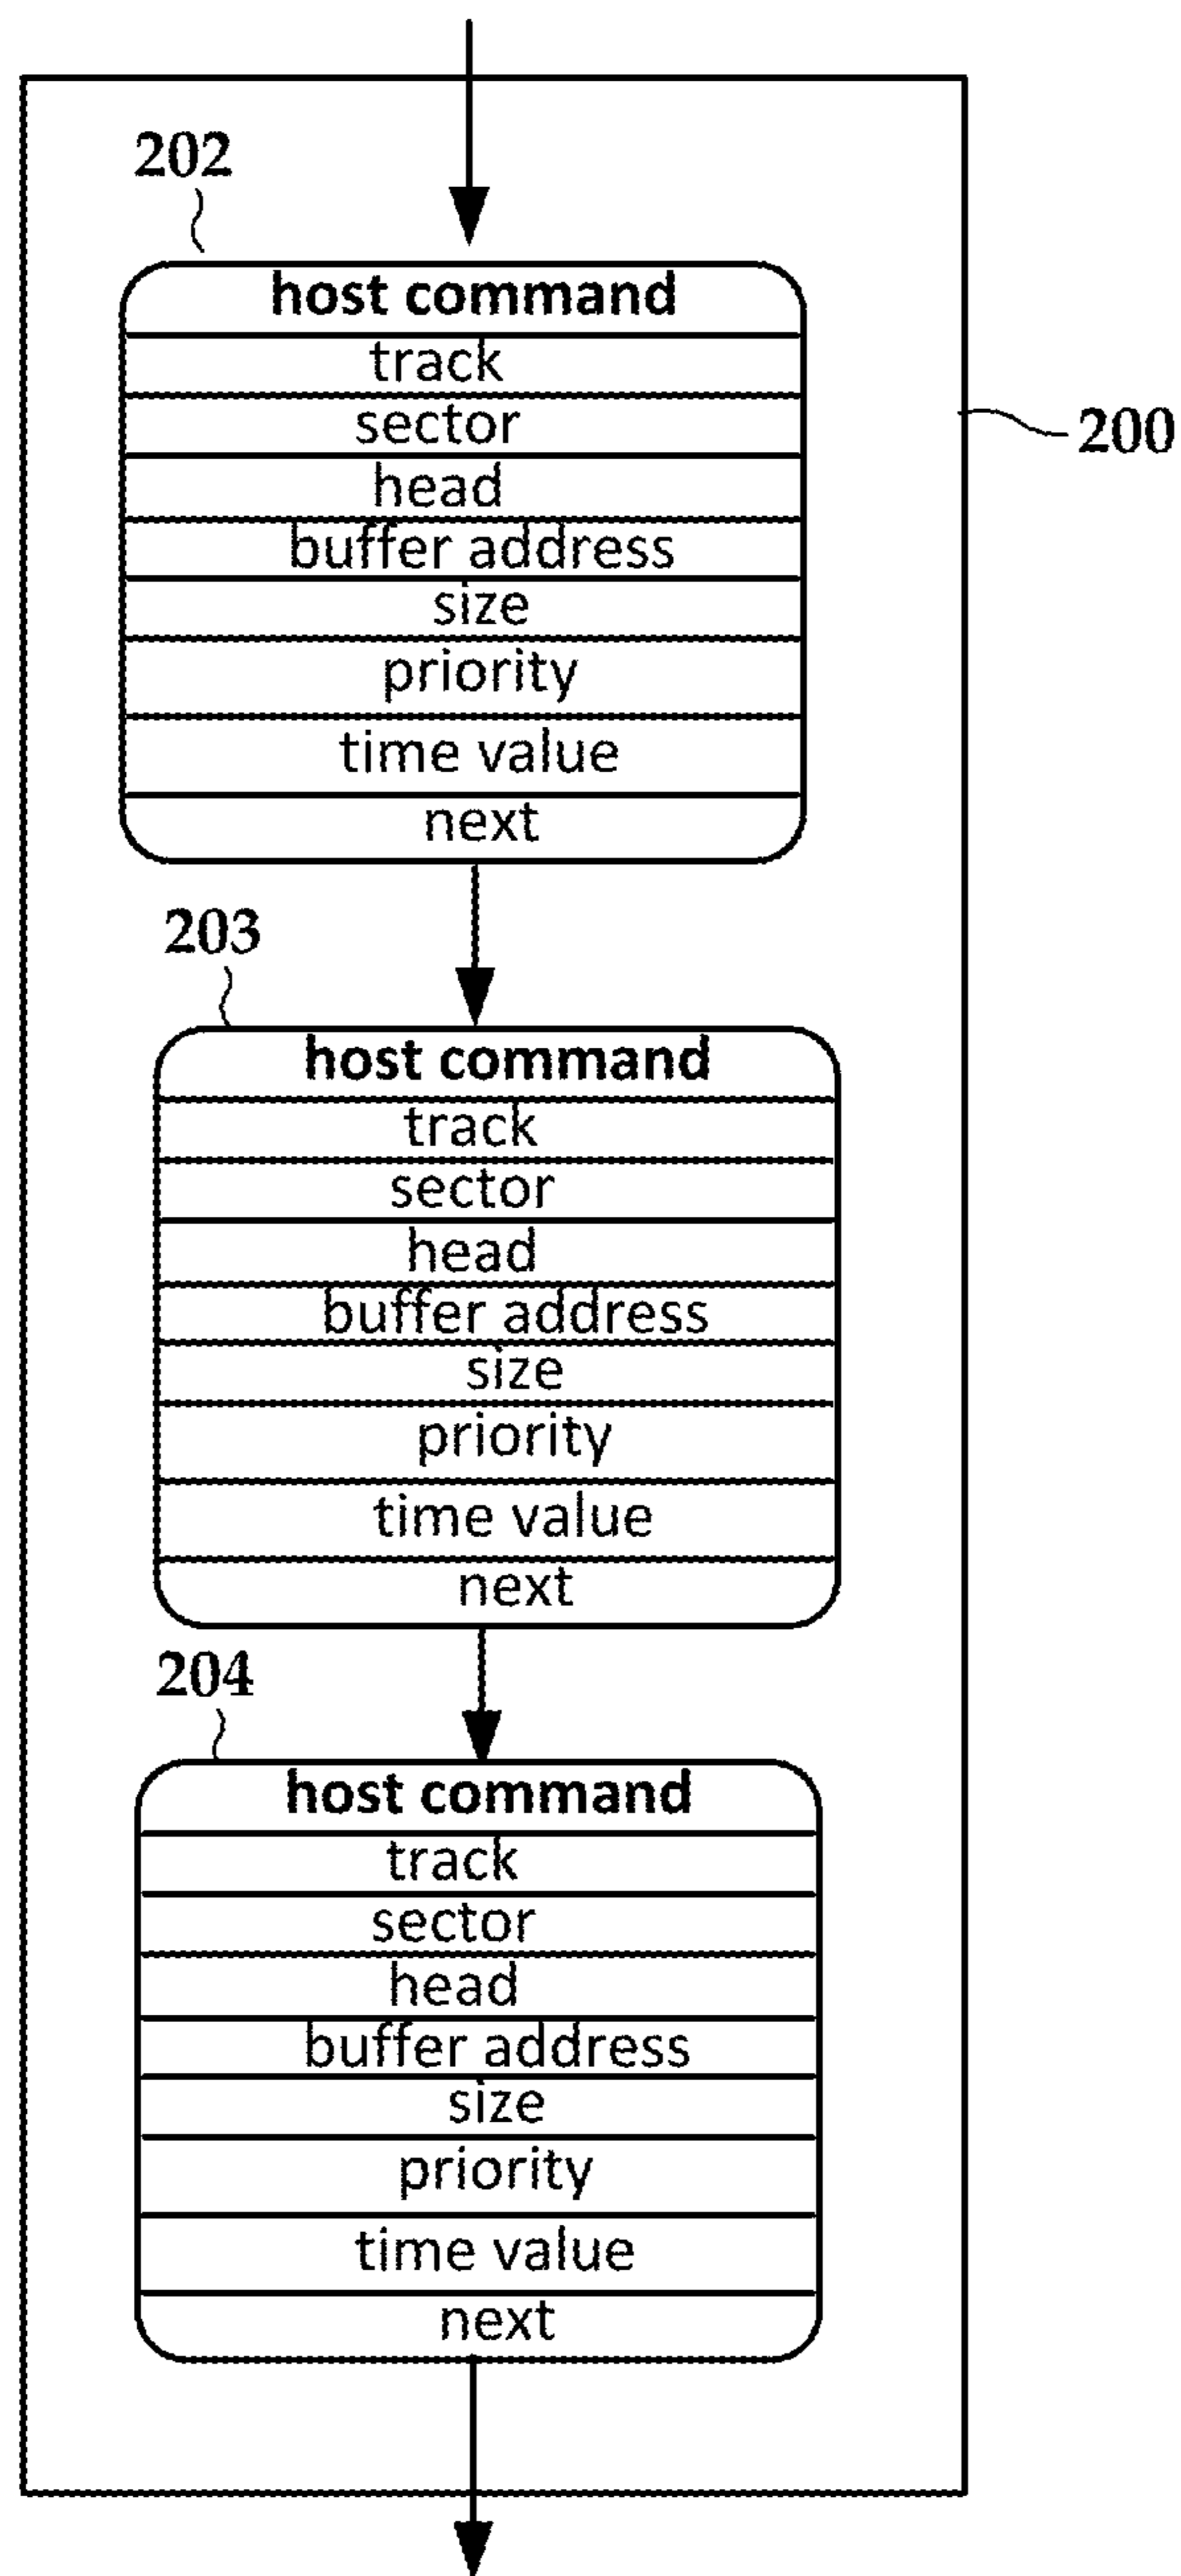 202
host command
track
sector
200
head
buffer address
size
priority
time value
next
203
host command
track
sector
head
buffer address
size
priority
time value
next
204
host command
track
sector
head
buffer address
size
priority
time value
next